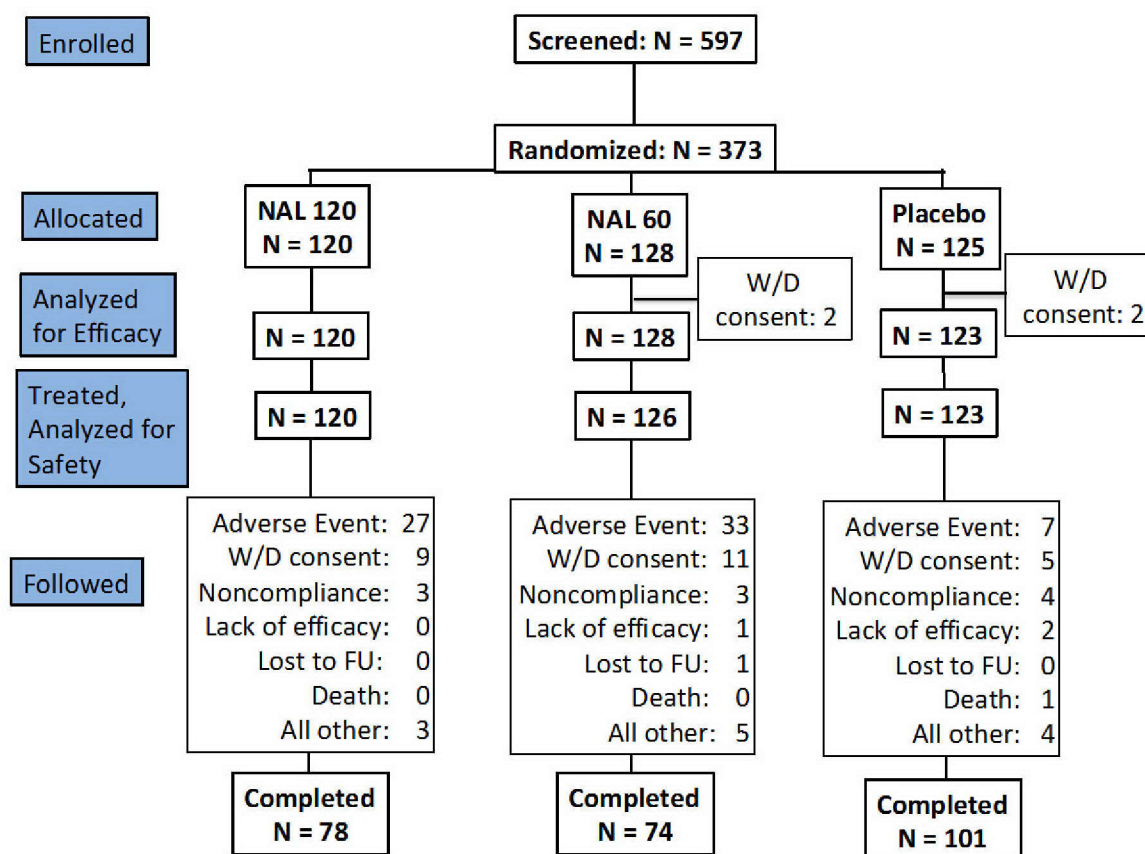 Enrolled
Screened: N = 597
Randomized: N = 373
Allocated
NAL 120
N = 120
NAL 60
N = 128
Placebo
N = 125
W/D
consent: 2
W/D
consent: 2
Analyzed
for Efficacy
N = 120
N = 128
N = 123
Treated,
Analyzed for
Safety
N = 120
N = 126
N = 123
Followed
Adverse Event: 27
W/D consent: 9
Noncompliance: 3
Lack of efficacy: 0
Lost to FU: 0
Death: 0
All other: 3
Adverse Event: 33
W/D consent: 11
Noncompliance: 3
Lack of efficacy: 1
Lost to FU: 1
Death: 0
All other: 5
Adverse Event: 7
W/D consent: 5
Noncompliance: 4
Lack of efficacy: 2
Lost to FU: 0
Death: 1
All other: 4
Completed
N = 78
Completed
N = 74
Completed
N = 101